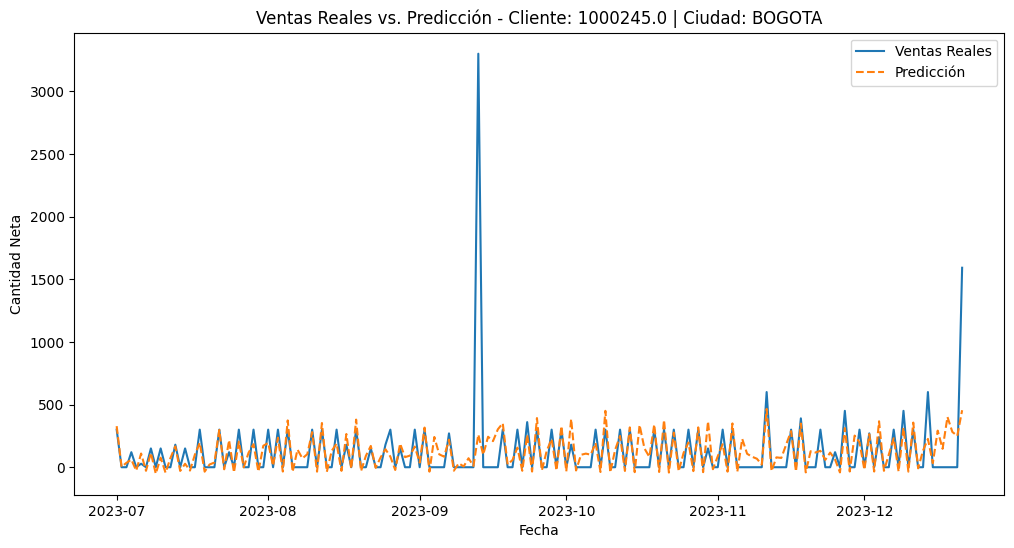 Ventas Reales vs. Predicción - Cliente: 1000245.0 | Ciudad: BOGOTA
Ventas Reales
Predicción
Cantidad Neta
3000
2500
2000
1500
1000
500
0
2023-07
2023-08
2023-09
2023-10
2023-11
2023-12
Fecha